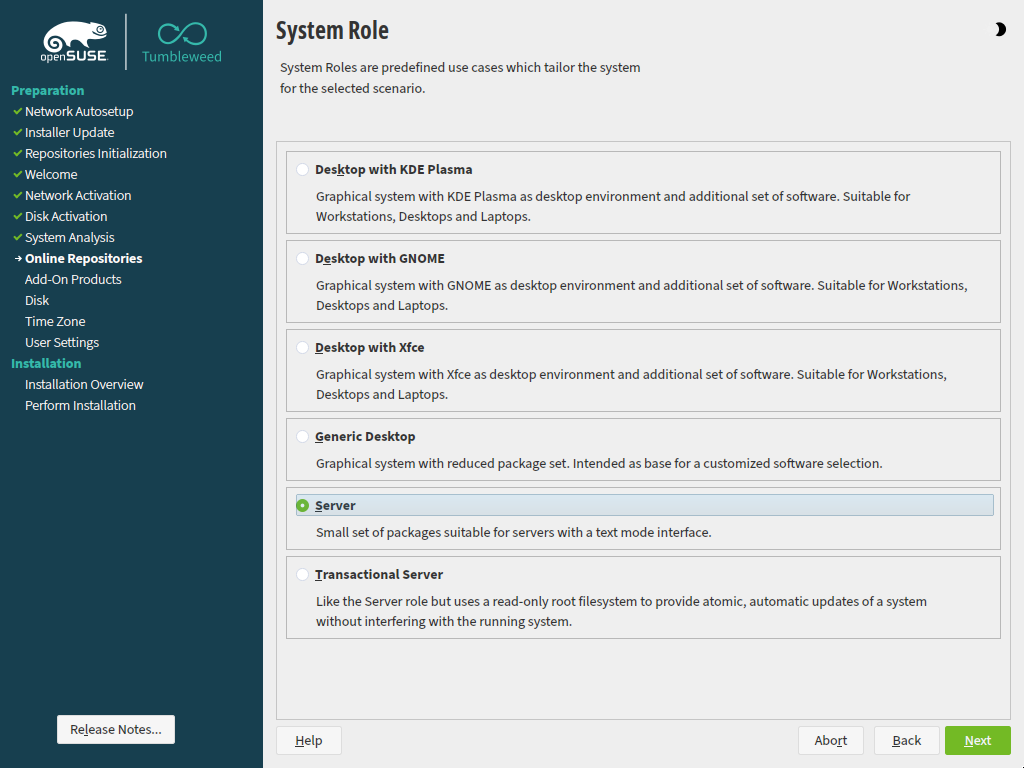 openSUSE
Tumbleweed
Preparation
Network Autosetup
Installer Update
Repositories Initialization
Welcome
Network Activation
Disk Activation
System Analysis
Online Repositories
Add-On Products
Disk
Time Zone
User Settings
Installation
Installation Overview
Perform Installation
Release Notes...
System Role
System Roles are predefined use cases which tailor the system
for the selected scenario.
Desktop with KDE Plasma
Graphical system with KDE Plasma as desktop environment and additional set of software. Suitable for
Workstations, Desktops and Laptops.
Desktop with GNOME
Graphical system with GNOME as desktop environment and additional set of software. Suitable for Workstations,
Desktops and Laptops.
Desktop with Xfce
Graphical system with Xfce as desktop environment and additional set of software. Suitable for Workstations,
Desktops and Laptops.
Generic Desktop
Graphical system with reduced package set. Intended as base for a customized software selection.
Server
Small set of packages suitable for servers with a text mode interface.
Transactional Server
Like the Server role but uses a read-only root filesystem to provide atomic, automatic updates of a system
without interfering with the running system.
Help
Abort
Back
Next